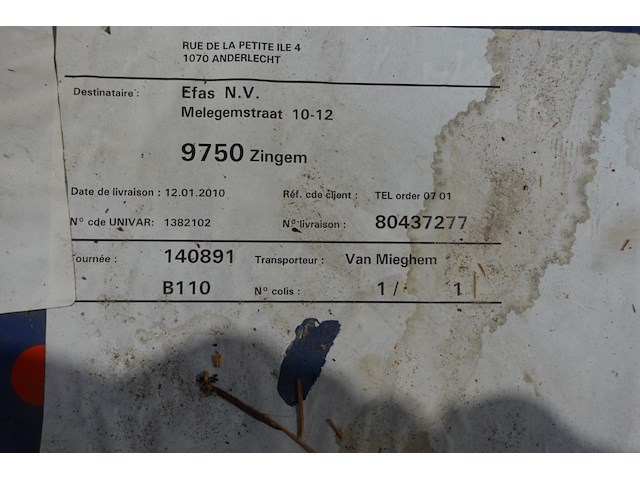 RUE DE LA PETITE ILE 4
1070 ANDERLECHT
Destinataire : Efas N.V.
Melegemstraat 10-12
9750 Zingem
Date de livraison : 12.01.2010 Réf. cde client : TEL order 07 01
N° cde UNIVAR: 1382102 N° livraison : 80437277
ournée : 140891 Transporteur : Van Mieghem
B110 N° colis : 1 / 1